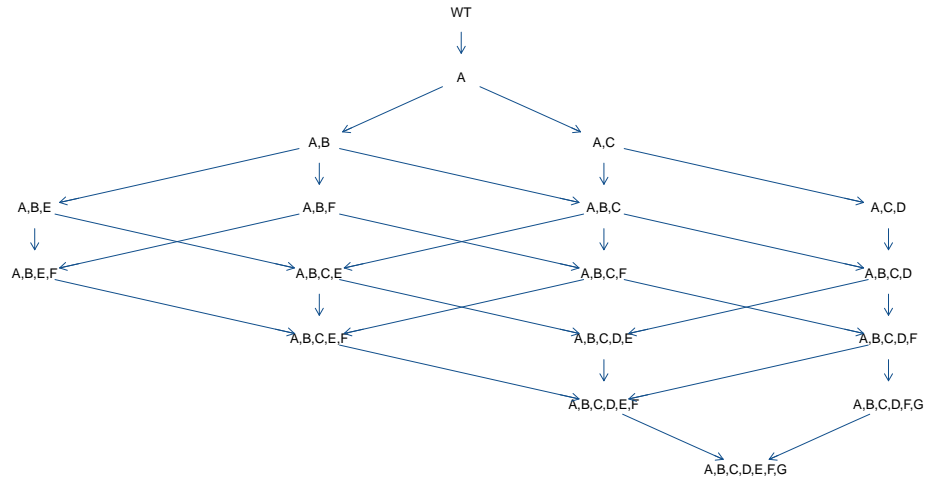 WT
A
A,B
A,C
A,B,E
A,B,F
A,B,C
A,C,D
A,B,E,F
A,B,C,E
A,B,C,F
A,B,C,D
A,B,C,E,F
A,B,C,D,E
A,B,C,D,F
A,B,C,D,E,F
A,B,C,D,F,G
A,B,C,D,E,F,G